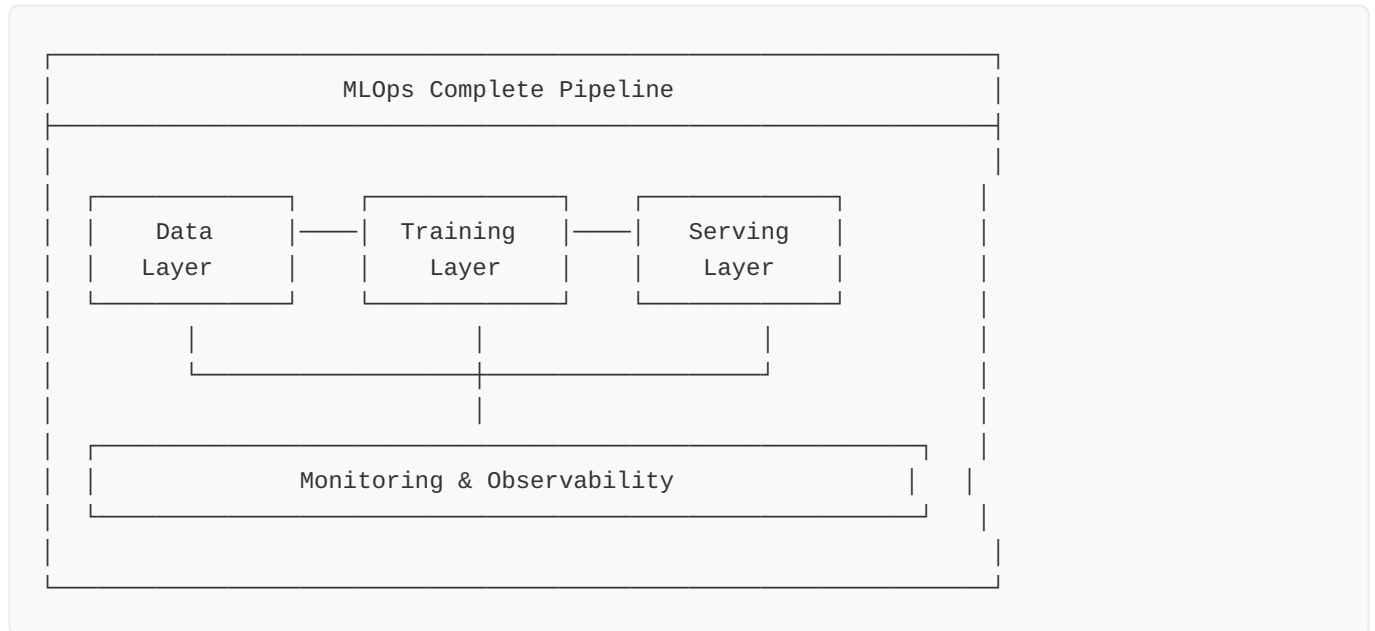 MLOps Complete Pipeline
Data Training Serving
Layer Layer Layer
Monitoring & Observability